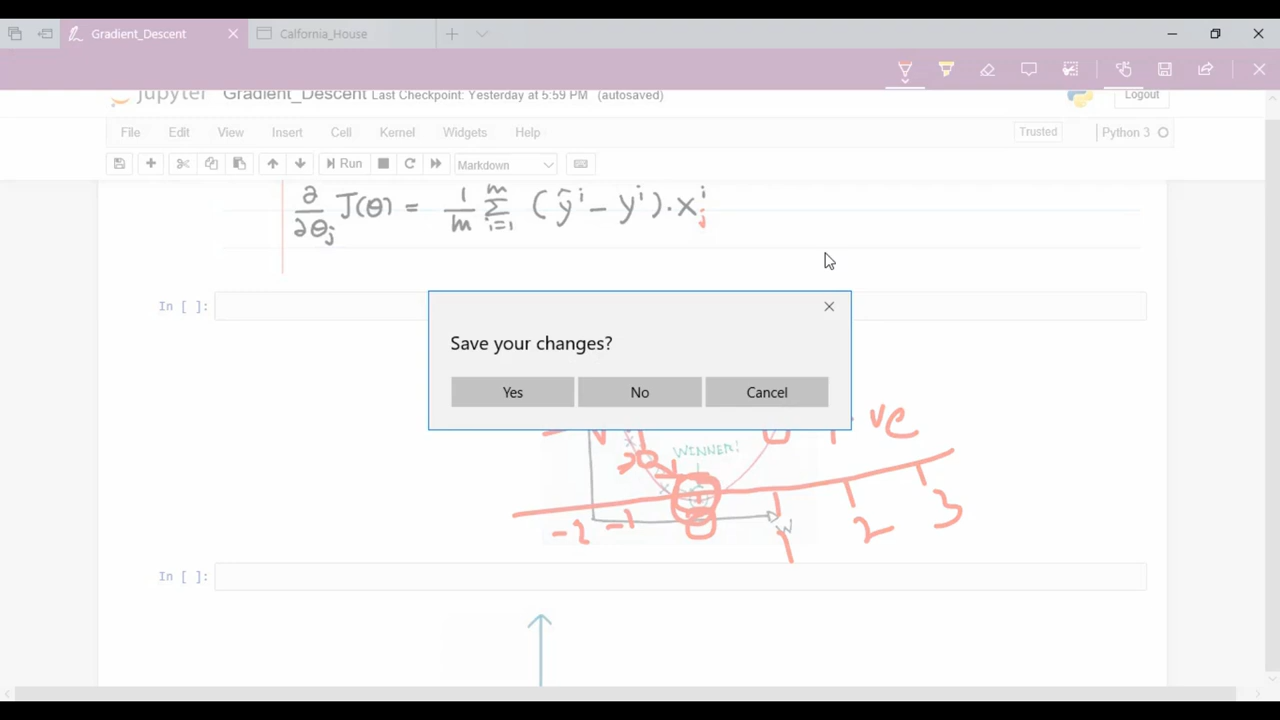 Gradient_Descent
Calfornia_House
jupyter Gradient_Descent Last Checkpoint: Yesterday at 5:59 PM (autosaved)
Logout
File Edit View Insert Cell Kernel Widgets Help
Trusted
Python 3
Run
Markdown
∂/∂θj J(θ) = 1/m Σ i=1 m (ŷ^i - y^i) · x_j^i
In [ ]:
Save your changes?
Yes No Cancel
ve
WINNER!
-2 -1 1 2 3
W
In [ ]: